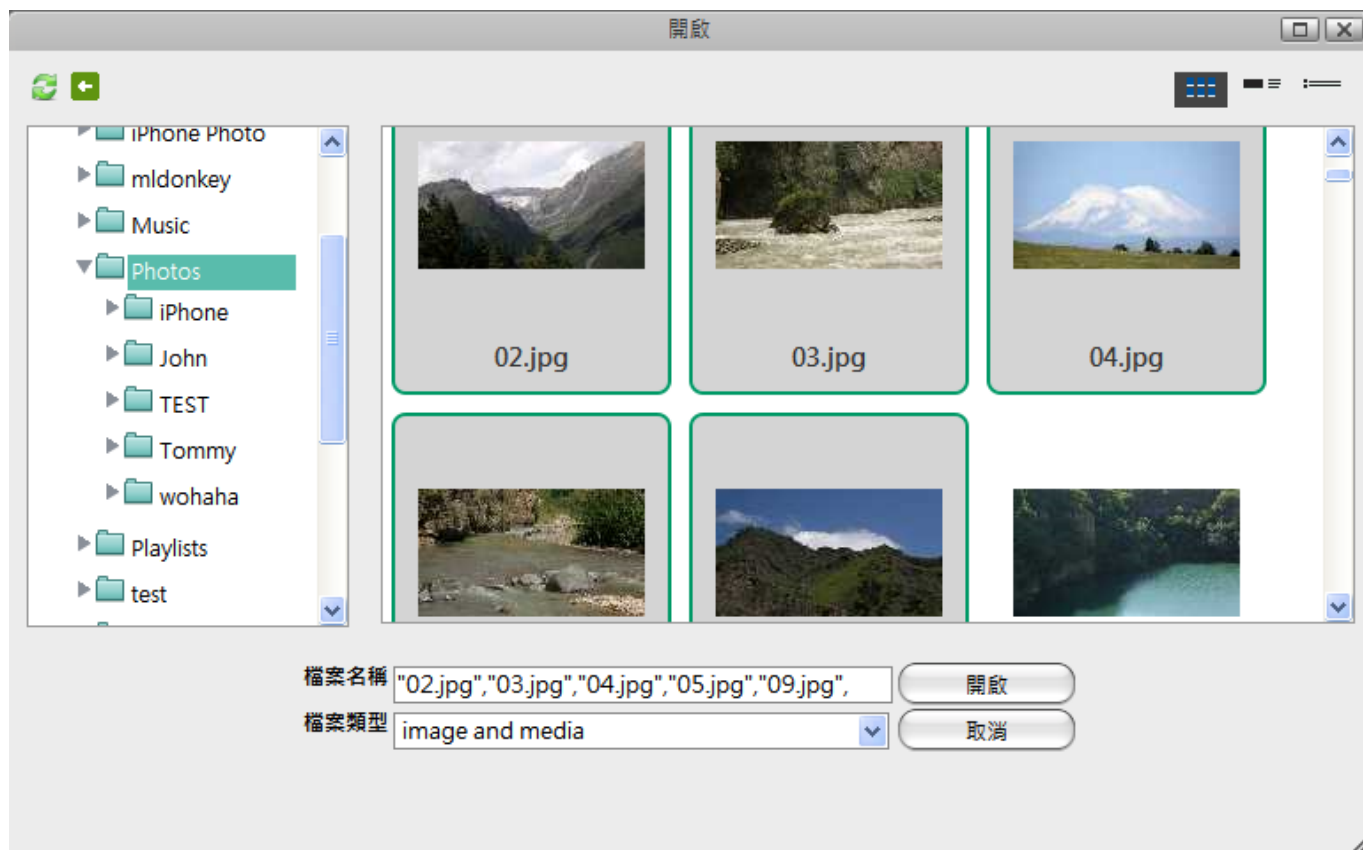 開啟
iPhone Photo
mldonkey
Music
Photos
iPhone
John
TEST
Tommy
wohaha
Playlists
test
02.jpg
03.jpg
04.jpg
檔案名稱
"02.jpg","03.jpg","04.jpg","05.jpg","09.jpg",
開啟
檔案類型
image and media
取消